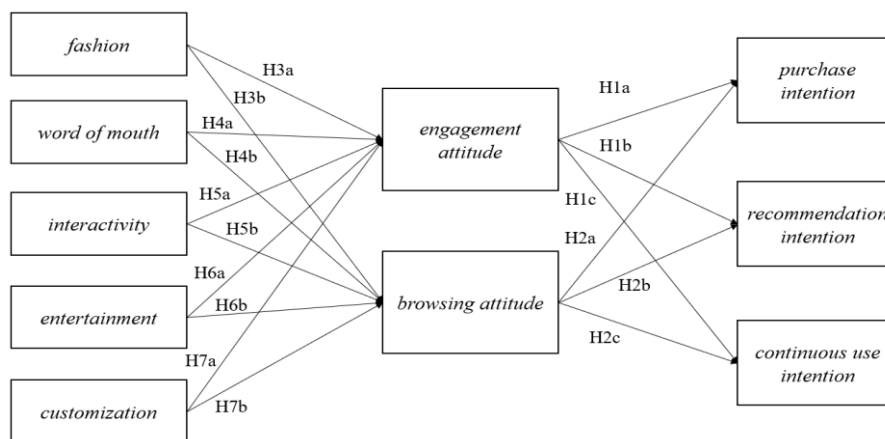 fashion
word of mouth
interactivity
entertainment
customization
H3a
H3b
H4a
H4b
H5a
H5b
H6a
H6b
H7a
H7b
engagement
attitude
browsing attitude
H1a
H1b
H1c
H2a
H2b
H2c
purchase
intention
recommendation
intention
continuous use
intention